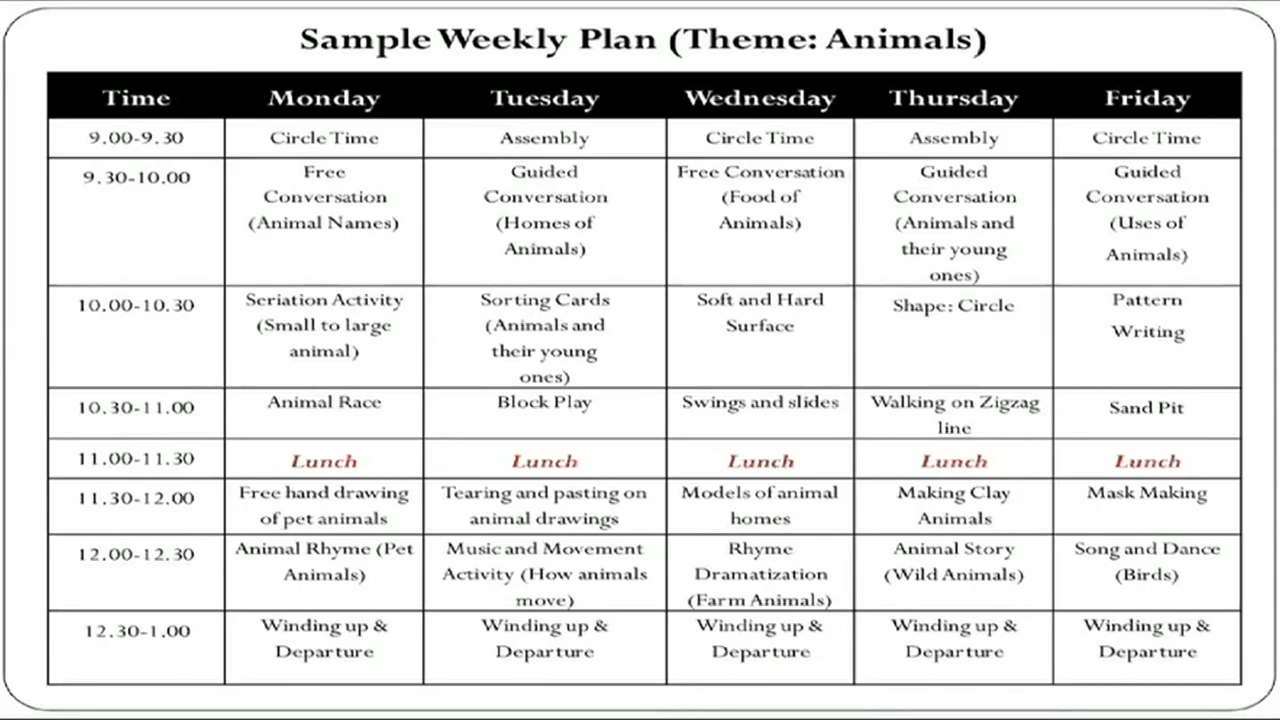 Sample Weekly Plan (Theme: Animals)
Time Monday Tuesday Wednesday Thursday Friday
9.00-9.30 Circle Time Assembly Circle Time Assembly Circle Time
9.30-10.00
Free
Conversation
(Animal Names)
Guided
Conversation
(Homes of
Animals)
Free Conversation
(Food of
Animals)
Guided
Conversation
(Animals and
their young
ones)
Guided
Conversation
(Uses of
Animals)
10.00-10.30
Seriation Activity
(Small to large
animal)
Sorting Cards
(Animals and
their young
ones)
Soft and Hard
Surface
Shape: Circle
Pattern
Writing
10.30-11.00
Animal Race
Block Play
Swings and slides
Walking on Zigzag
line
Sand Pit
11.00-11.30 Lunch Lunch Lunch Lunch Lunch
11.30-12.00
Free hand drawing
of pet animals
Tearing and pasting on
animal drawings
Models of animal
homes
Making Clay
Animals
Mask Making
12.00-12.30
Animal Rhyme (Pet
Animals)
Music and Movement
Activity (How animals
move)
Rhyme
Dramatization
(Farm Animals)
Animal Story
(Wild Animals)
Song and Dance
(Birds)
12.30-1.00
Winding up &
Departure
Winding up &
Departure
Winding up &
Departure
Winding up &
Departure
Winding up &
Departure